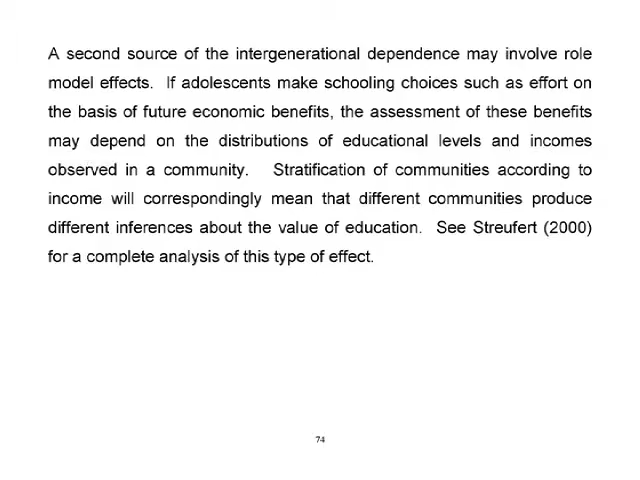 A second source of the intergenerational dependence may involve role
model effects. If adolescents make schooling choices such as effort on
the basis of future economic benefits, the assessment of these benefits
may depend on the distributions of educational levels and incomes
observed in a community. Stratification of communities according to
income will correspondingly mean that different communities produce
different inferences about the value of education. See Streufert (2000)
for a complete analysis of this type of effect.
74